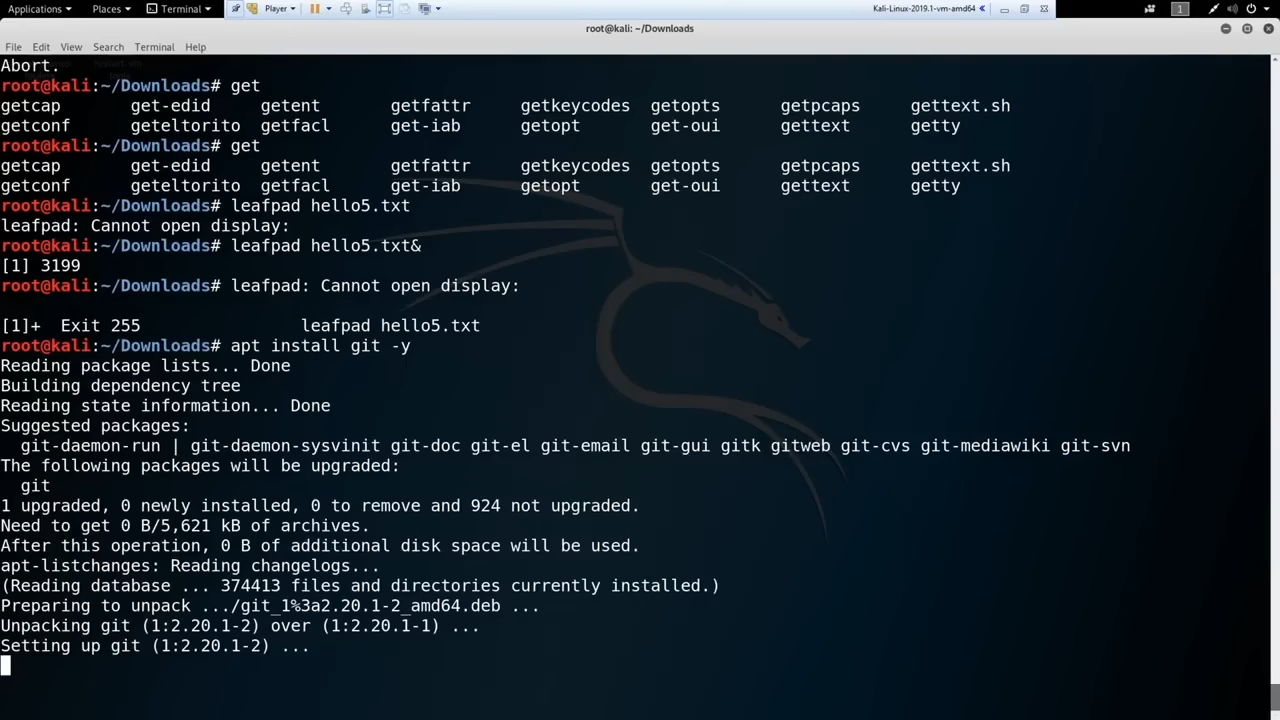 Applications Places Terminal Player Kali-Linux-2019.1-vm-amd64 1
root@kali: ~/Downloads
File Edit View Search Terminal Help
Abort.
root@kali:~/Downloads# get
getcap get-edid getent getfattr getkeycodes getopts getpcaps gettext.sh
getconf geteltorito getfacl get-iab getopt get-oui gettext getty
root@kali:~/Downloads# get
getcap get-edid getent getfattr getkeycodes getopts getpcaps gettext.sh
getconf geteltorito getfacl get-iab getopt get-oui gettext getty
root@kali:~/Downloads# leafpad hello5.txt
leafpad: Cannot open display:
root@kali:~/Downloads# leafpad hello5.txt&
[1] 3199
root@kali:~/Downloads# leafpad: Cannot open display:
[1]+ Exit 255 leafpad hello5.txt
root@kali:~/Downloads# apt install git -y
Reading package lists... Done
Building dependency tree
Reading state information... Done
Suggested packages:
git-daemon-run | git-daemon-sysvinit git-doc git-el git-email git-gui gitk gitweb git-cvs git-mediawiki git-svn
The following packages will be upgraded:
git
1 upgraded, 0 newly installed, 0 to remove and 924 not upgraded.
Need to get 0 B/5,621 kB of archives.
After this operation, 0 B of additional disk space will be used.
apt-listchanges: Reading changelogs...
(Reading database ... 374413 files and directories currently installed.)
Preparing to unpack .../git_1%3a2.20.1-2_amd64.deb ...
Unpacking git (1:2.20.1-2) over (1:2.20.1-1) ...
Setting up git (1:2.20.1-2) ...